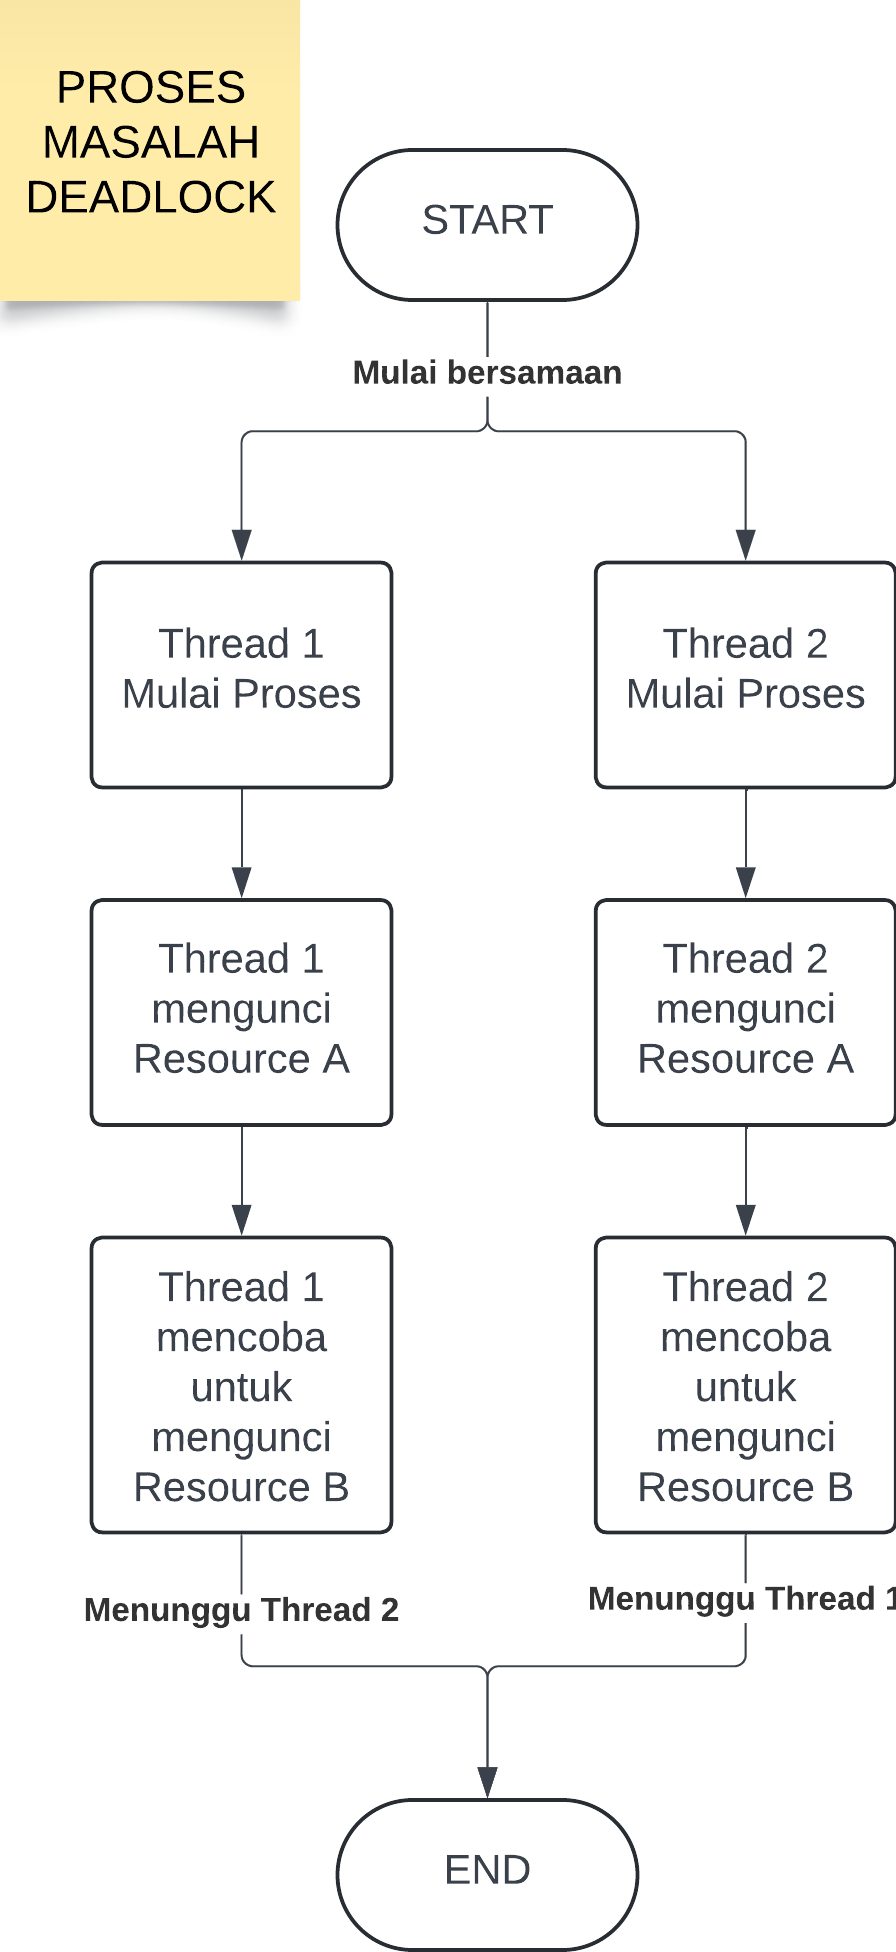 PROSES
MASALAH
DEADLOCK
START
Mulai bersamaan
Thread 1
Mulai Proses
Thread 2
Mulai Proses
Thread 1
mengunci
Resource A
Thread 2
mengunci
Resource A
Thread 1
mencoba
untuk
mengunci
Resource B
Thread 2
mencoba
untuk
mengunci
Resource B
Menunggu Thread 2
Menunggu Thread 1
END